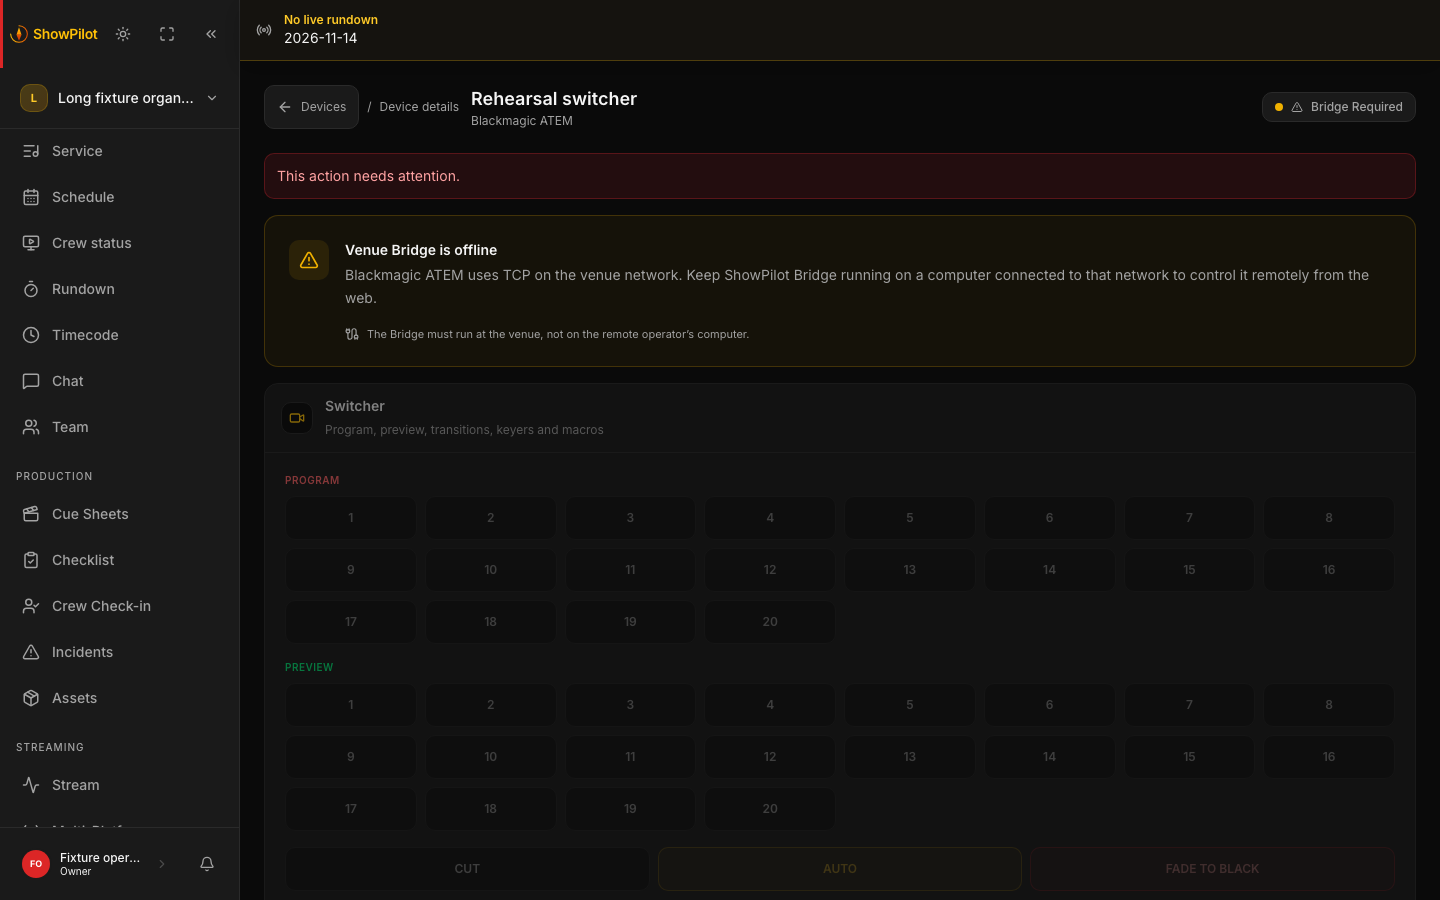 ShowPilot
No live rundown
2026-11-14
L
Long fixture organ...
Service
Schedule
Crew status
Rundown
Timecode
Chat
Team
PRODUCTION
Cue Sheets
Checklist
Crew Check-in
Incidents
Assets
STREAMING
Stream
FO
Fixture oper...
Owner
Devices / Device details
Rehearsal switcher
Blackmagic ATEM
Bridge Required
This action needs attention.
Venue Bridge is offline
Blackmagic ATEM uses TCP on the venue network. Keep ShowPilot Bridge running on a computer connected to that network to control it remotely from the
web.
The Bridge must run at the venue, not on the remote operator’s computer.
Switcher
Program, preview, transitions, keyers and macros
PROGRAM
1 2 3 4 5 6 7 8
9 10 11 12 13 14 15 16
17 18 19 20
PREVIEW
1 2 3 4 5 6 7 8
9 10 11 12 13 14 15 16
17 18 19 20
CUT AUTO FADE TO BLACK